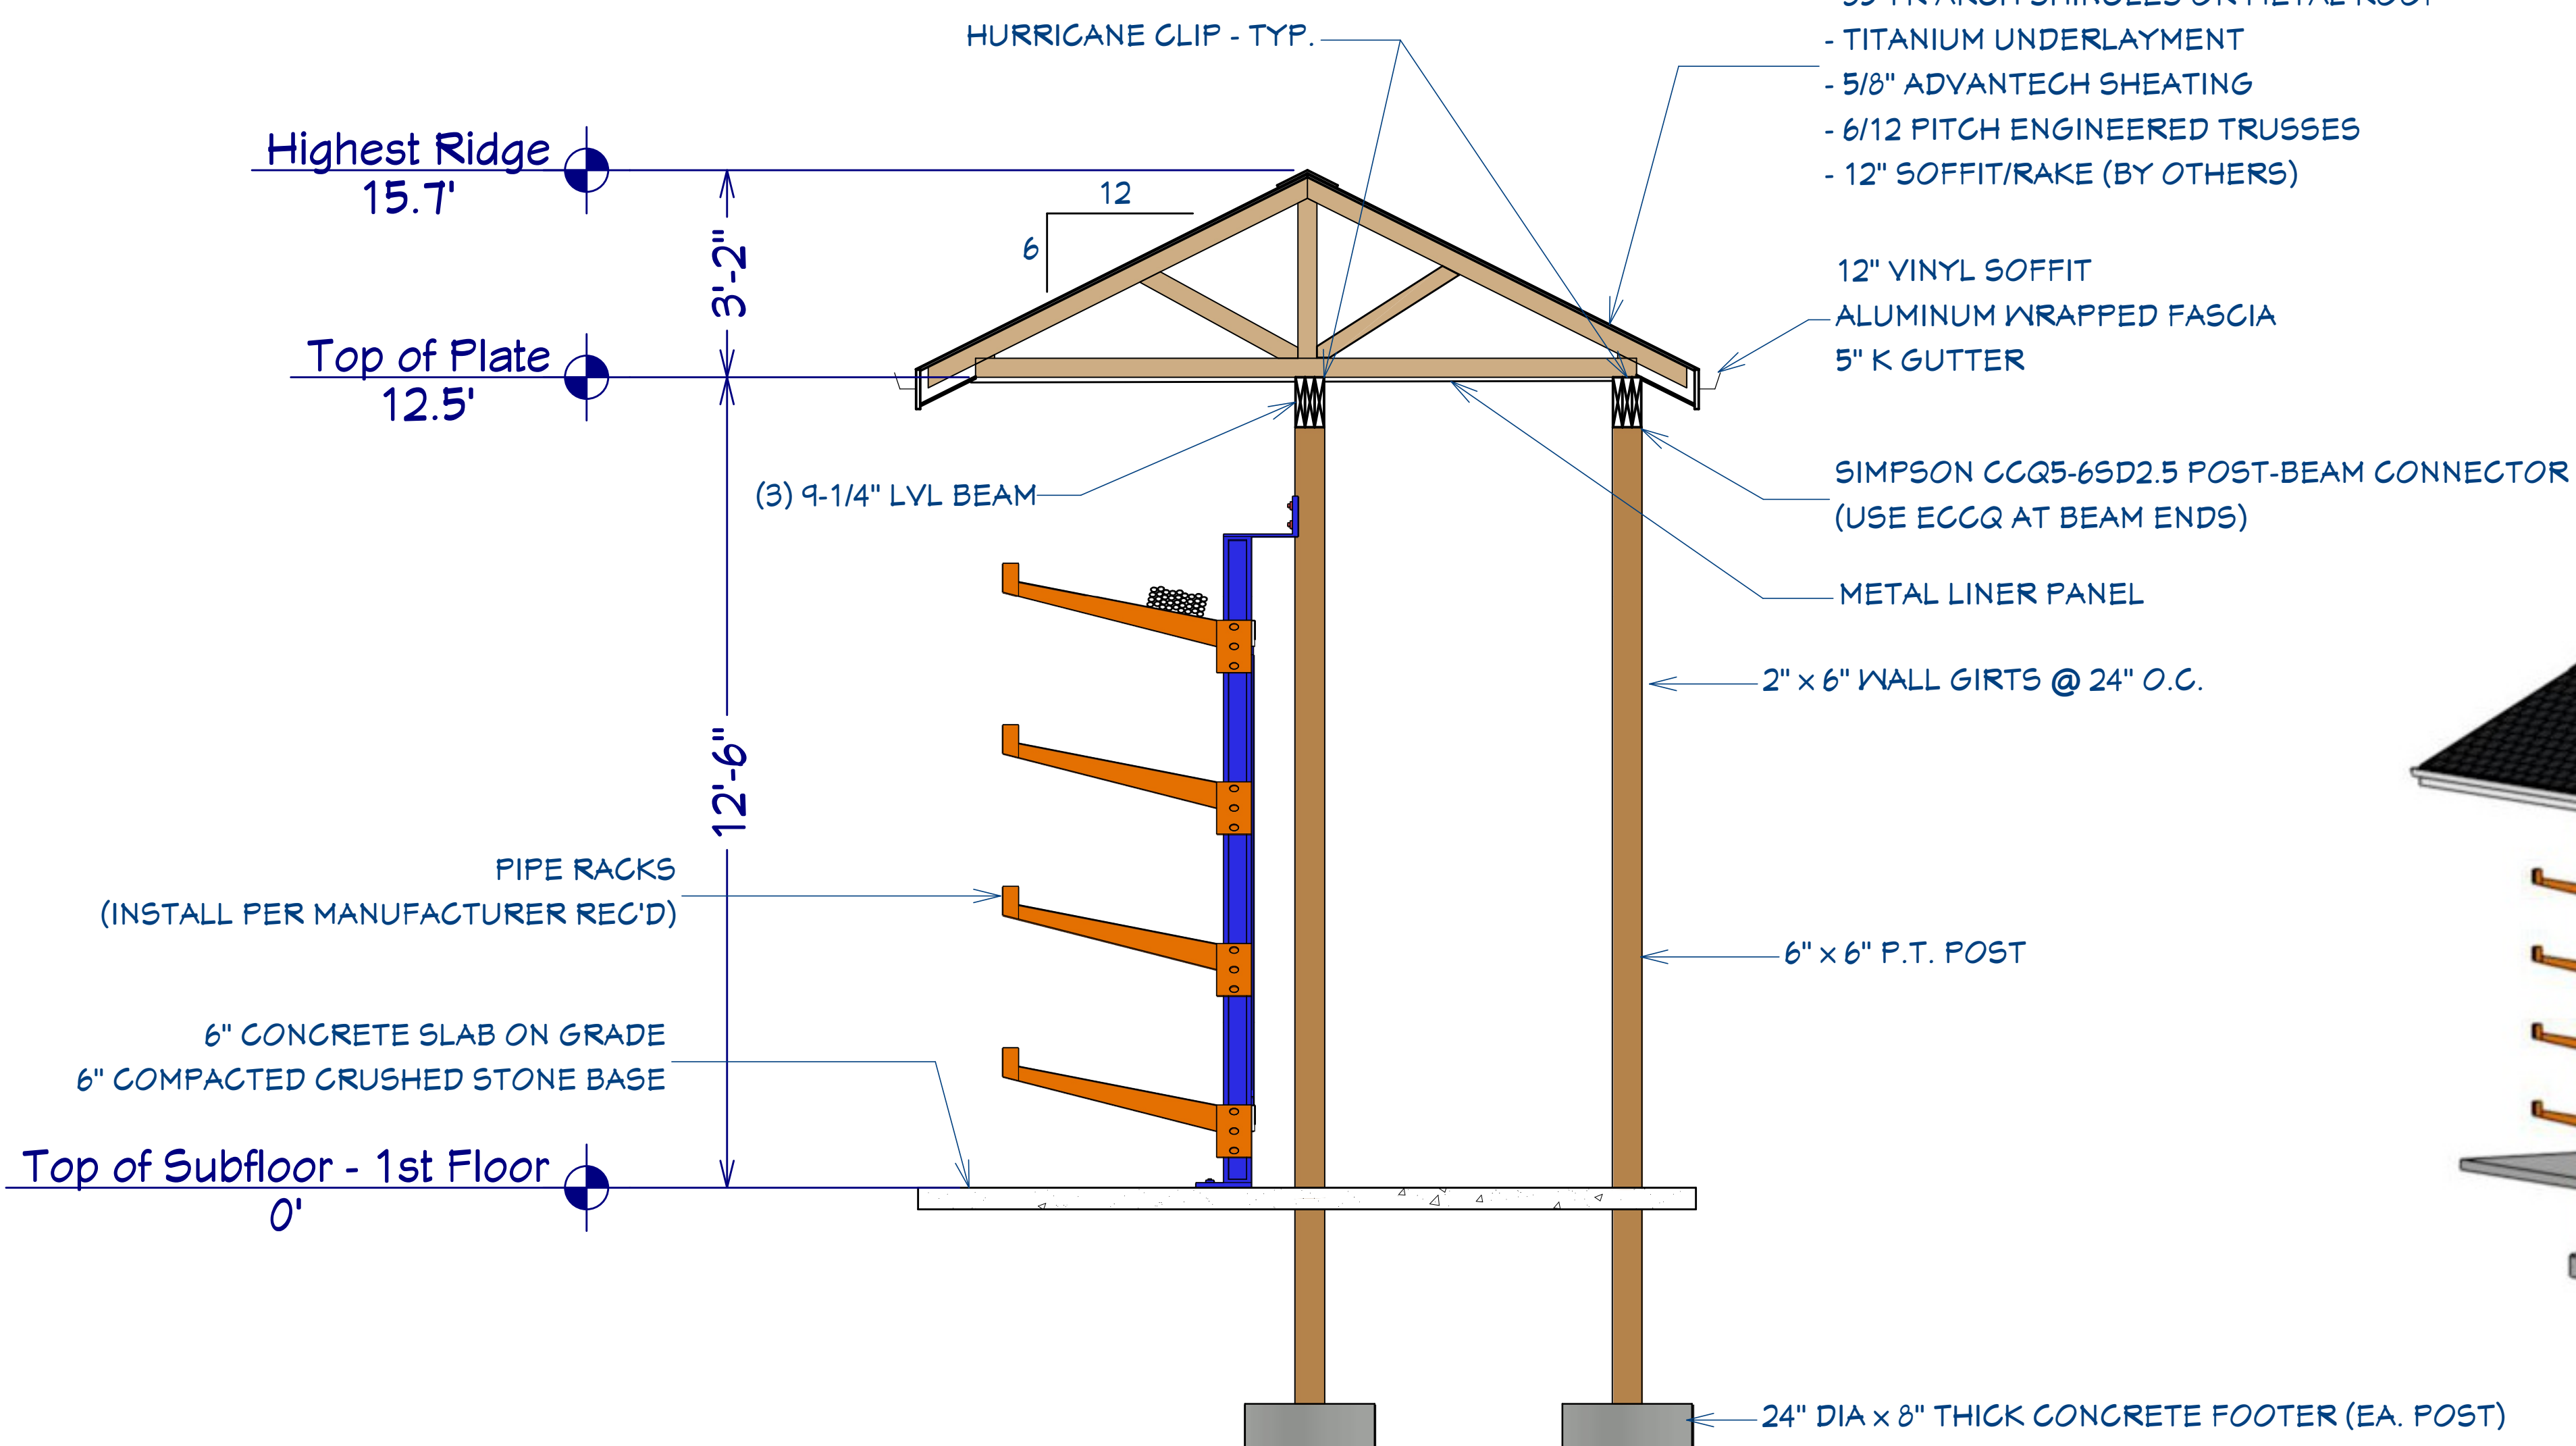 HURRICANE CLIP - TYP.
- TITANIUM UNDERLAYMENT
- 5/8" ADVANTECH SHEATING
- 6/12 PITCH ENGINEERED TRUSSES
- 12" SOFFIT/RAKE (BY OTHERS)
Highest Ridge
15.7'
12
6
3'-2"
12" VINYL SOFFIT
ALUMINUM WRAPPED FASCIA
5" K GUTTER
Top of Plate
12.5'
(3) 9-1/4" LVL BEAM
SIMPSON CCQ5-6SD2.5 POST-BEAM CONNECTOR
(USE ECCQ AT BEAM ENDS)
METAL LINER PANEL
2" x 6" WALL GIRTS @ 24" O.C.
12'-6"
PIPE RACKS
(INSTALL PER MANUFACTURER REC'D)
6" x 6" P.T. POST
6" CONCRETE SLAB ON GRADE
6" COMPACTED CRUSHED STONE BASE
Top of Subfloor - 1st Floor
0'
24" DIA x 8" THICK CONCRETE FOOTER (EA. POST)